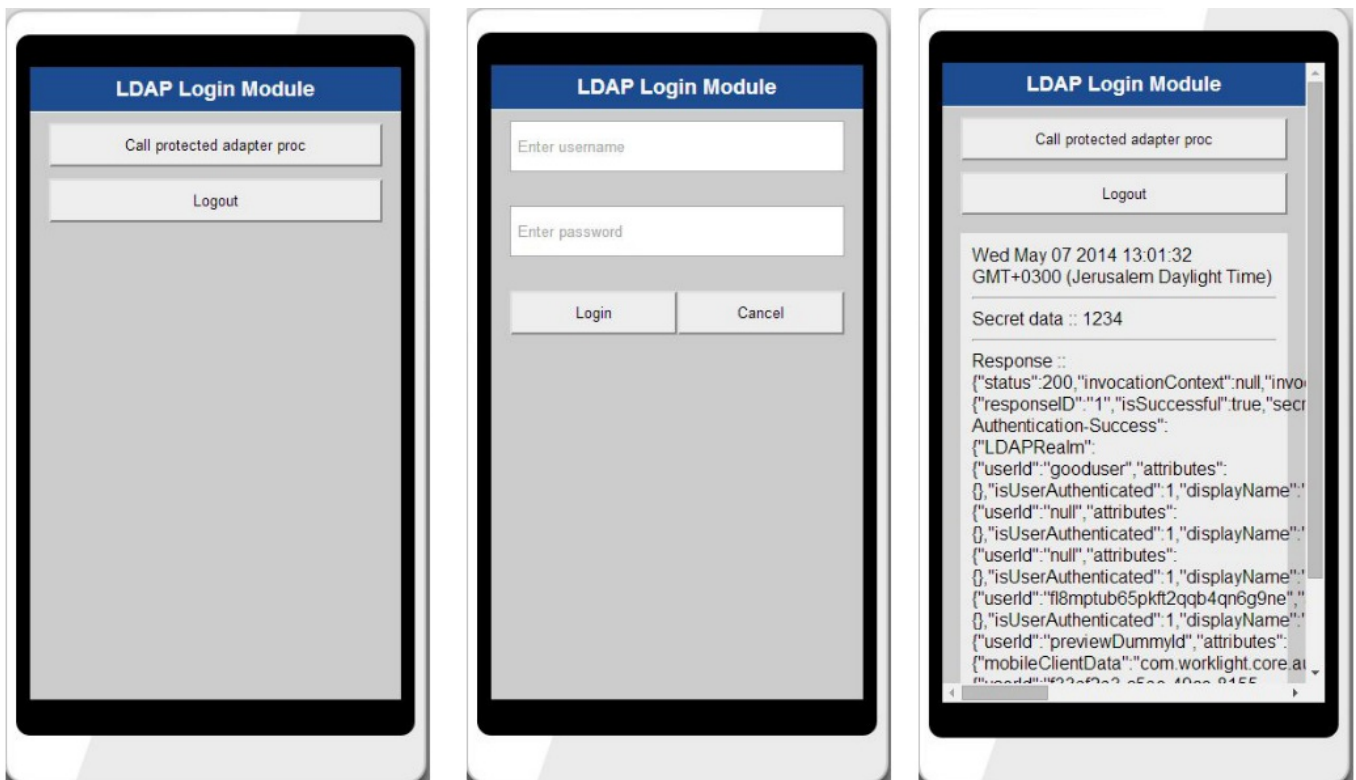 LDAP Login Module
Call protected adapter proc
Logout
LDAP Login Module
Enter username
Enter password
Login
Cancel
LDAP Login Module
Call protected adapter proc
Logout
Wed May 07 2014 13:01:32
GMT+0300 (Jerusalem Daylight Time)
Secret data :: 1234
Response ::
{"status":200,"invocationContext":null,"invo
{"responseID":"1","isSuccessful":true,"secr
Authentication-Success":
{"LDAPRealm":
{"userId":"gooduser","attributes":
{},"isUserAuthenticated":1,"displayName":"
{"userId":"null","attributes":
{},"isUserAuthenticated":1,"displayName":"
{"userId":"null","attributes":
{},"isUserAuthenticated":1,"displayName":"
{"userId":"fl8mptub65pkft2qqb4qn6g9ne","
{},"isUserAuthenticated":1,"displayName":"
{"userId":"previewDummyId","attributes":
{"mobileClientData":"com.worklight.core.au